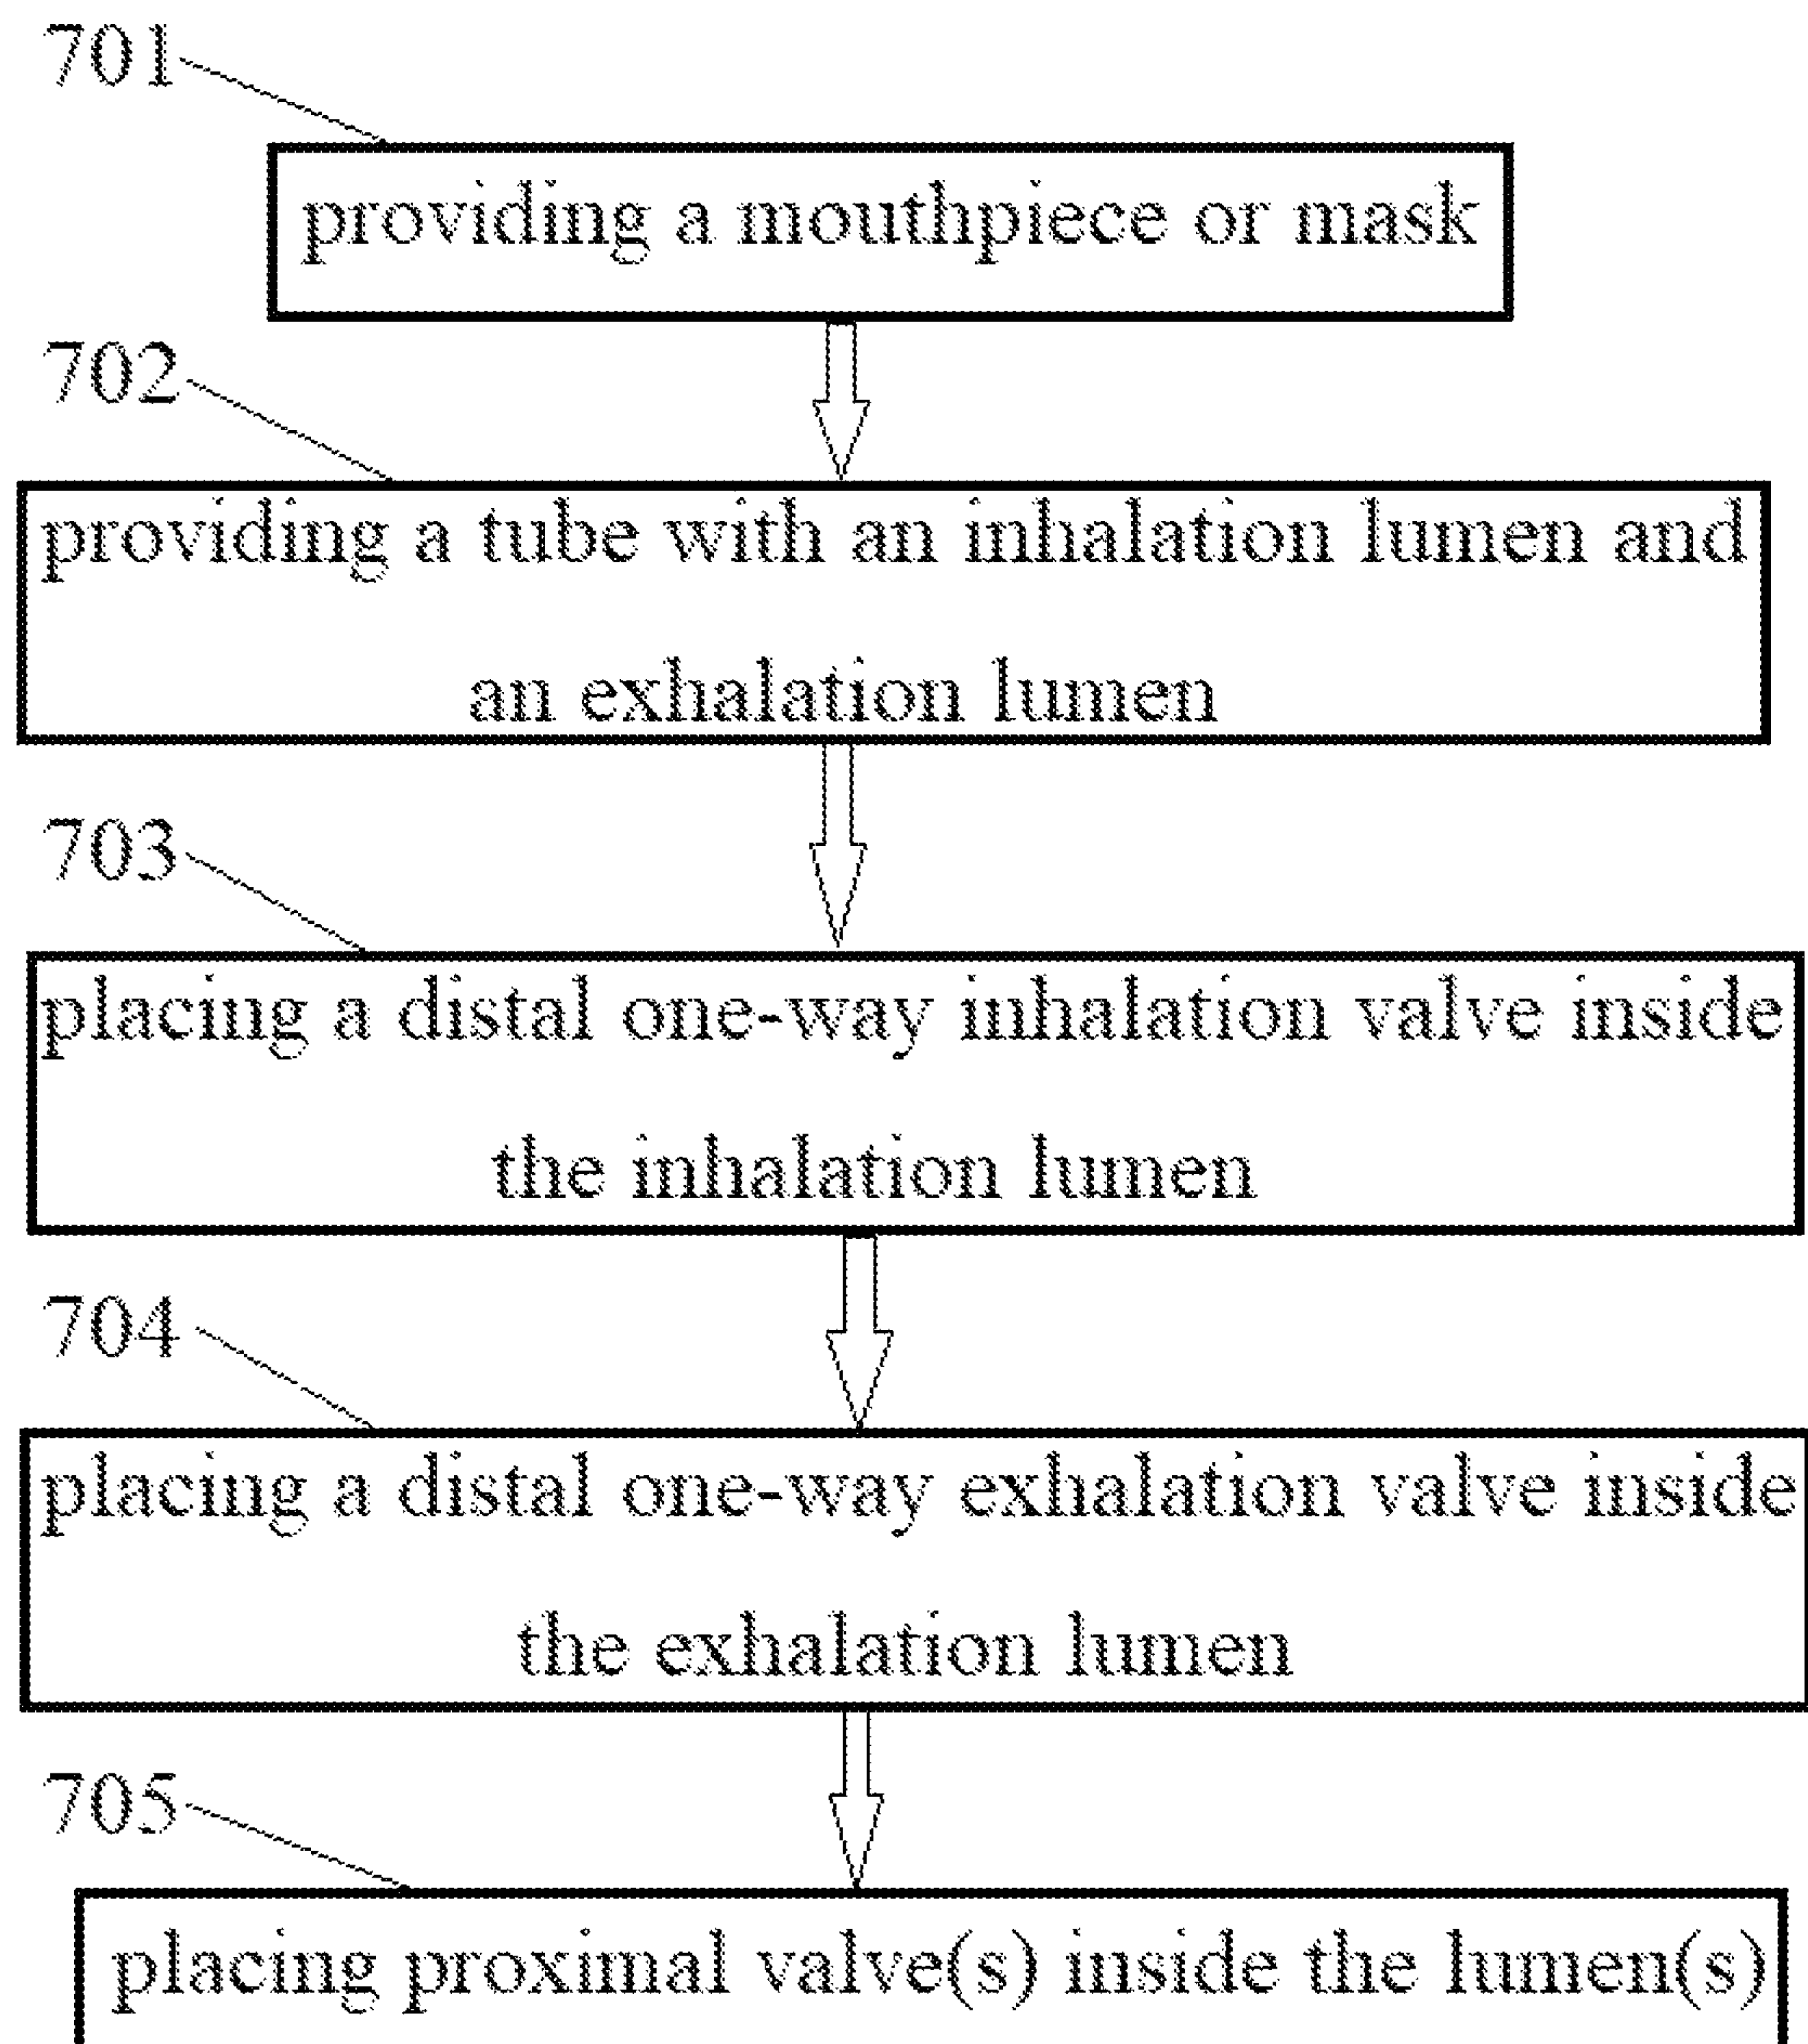 701
providing a mouthpiece or mask
702
providing a tube with an inhalation lumen and
an exhalation lumen
703
placing a distal one-way inhalation valve inside
the inhalation lumen
704
placing a distal one-way exhalation valve inside
the exhalation lumen
705
placing proximal valve(s) inside the lumen(s)